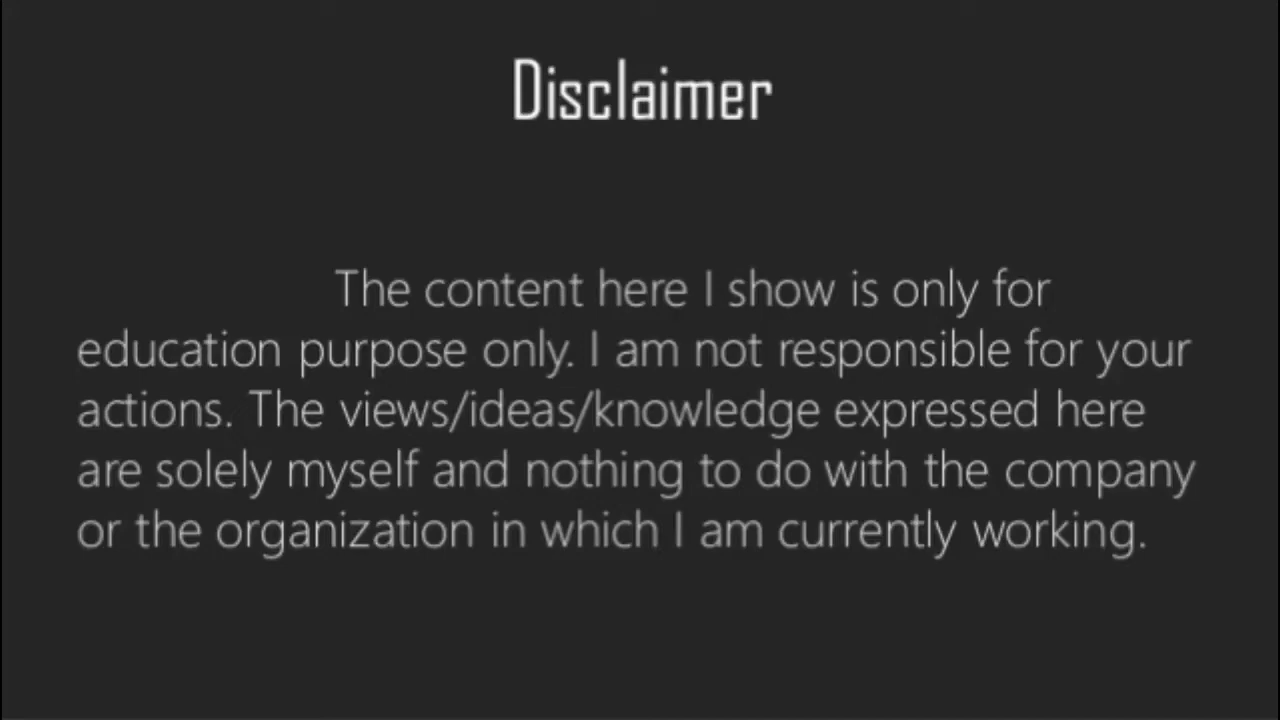 Disclaimer
The content here I show is only for
education purpose only. I am not responsible for your
actions. The views/ideas/knowledge expressed here
are solely myself and nothing to do with the company
or the organization in which I am currently working.